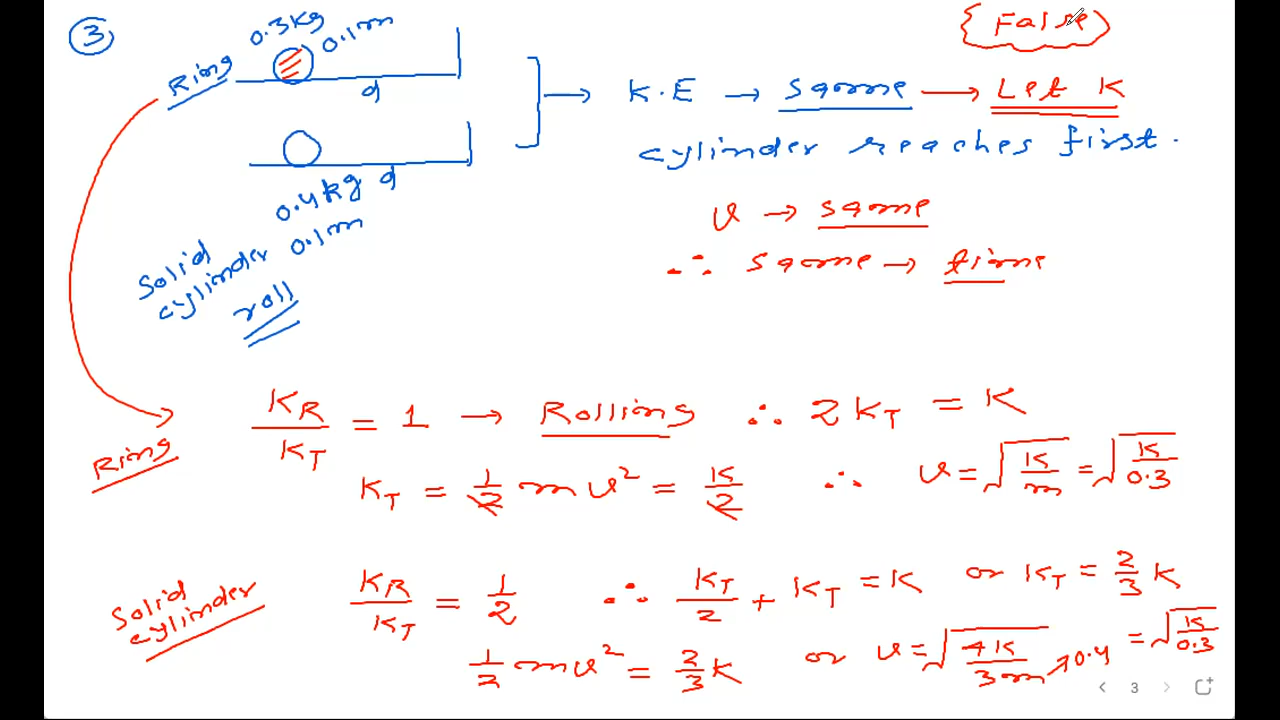 3
0.3kg
0.1m
{False}
Ring
d
K.E → same → Let K
cylinder reaches first.
0.4kg d
0.1m
Solid
cylinder
roll
v → same
∴ same → time
Ring
K_R/K_T = 1 → Rolling ∴ 2K_T = K
K_T = 1/2 mv² = K/2 ∴ v = √(K/m) = √(K/0.3)
Solid
cylinder
K_R/K_T = 1/2 ∴ K_T/2 + K_T = K or K_T = 2/3 K
1/2 mv² = 2/3 K or v = √(4K/3m) → 0.4 = √(K/0.3)
3